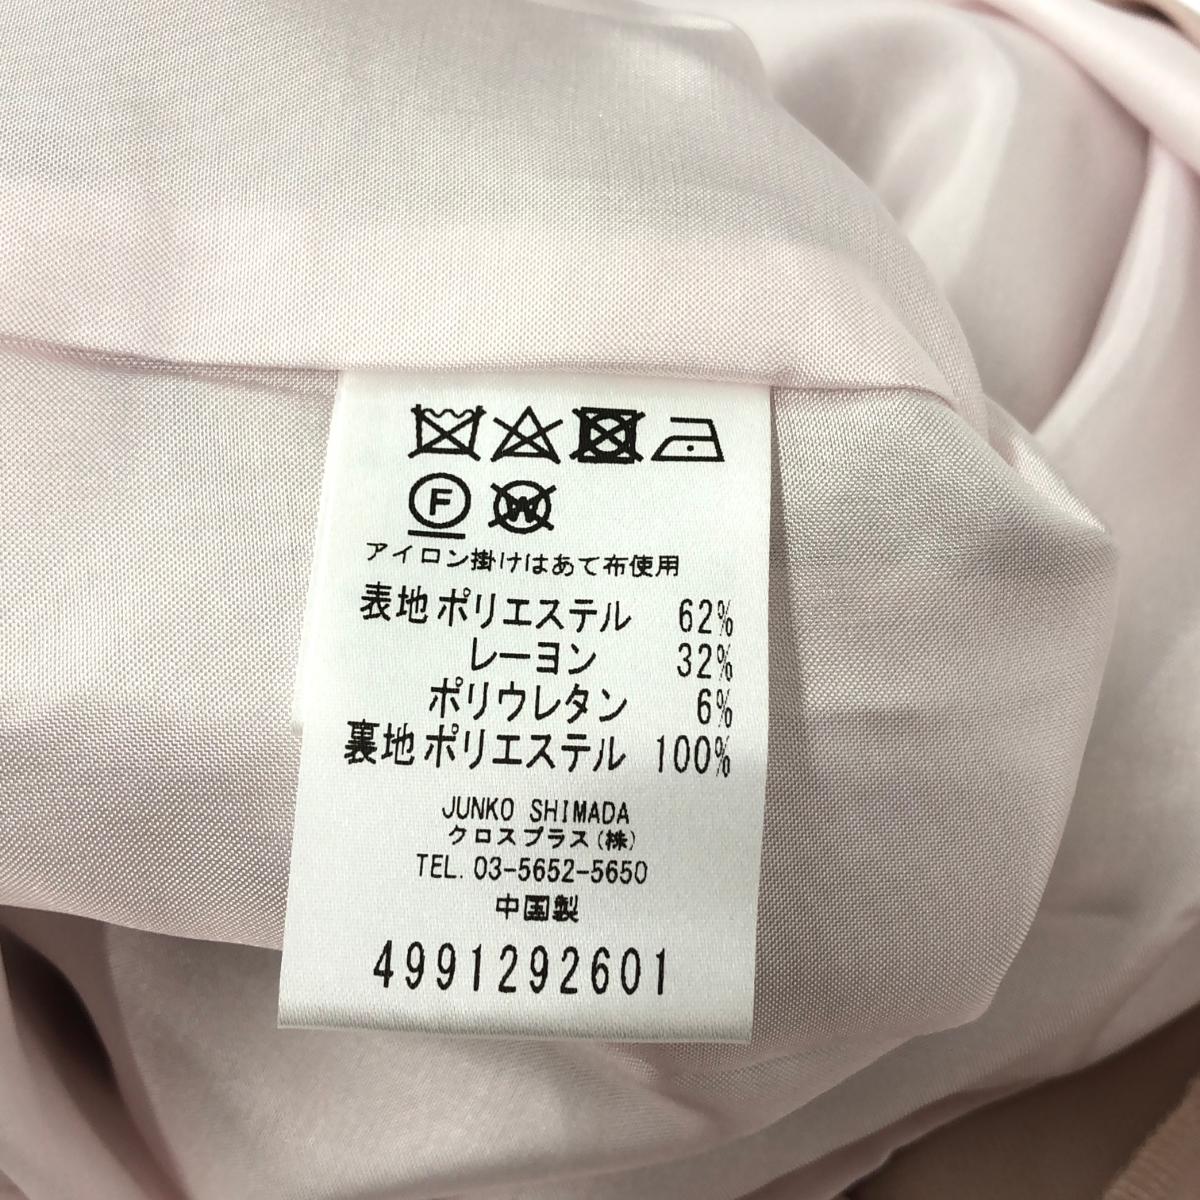 F W
アイロン掛けはあて布使用
表地 ポリエステル 62%
レーヨン 32%
ポリウレタン 6%
裏地 ポリエステル 100%
JUNKO SHIMADA
クロスプラス(株)
TEL. 03-5652-5650
中国製
4991292601